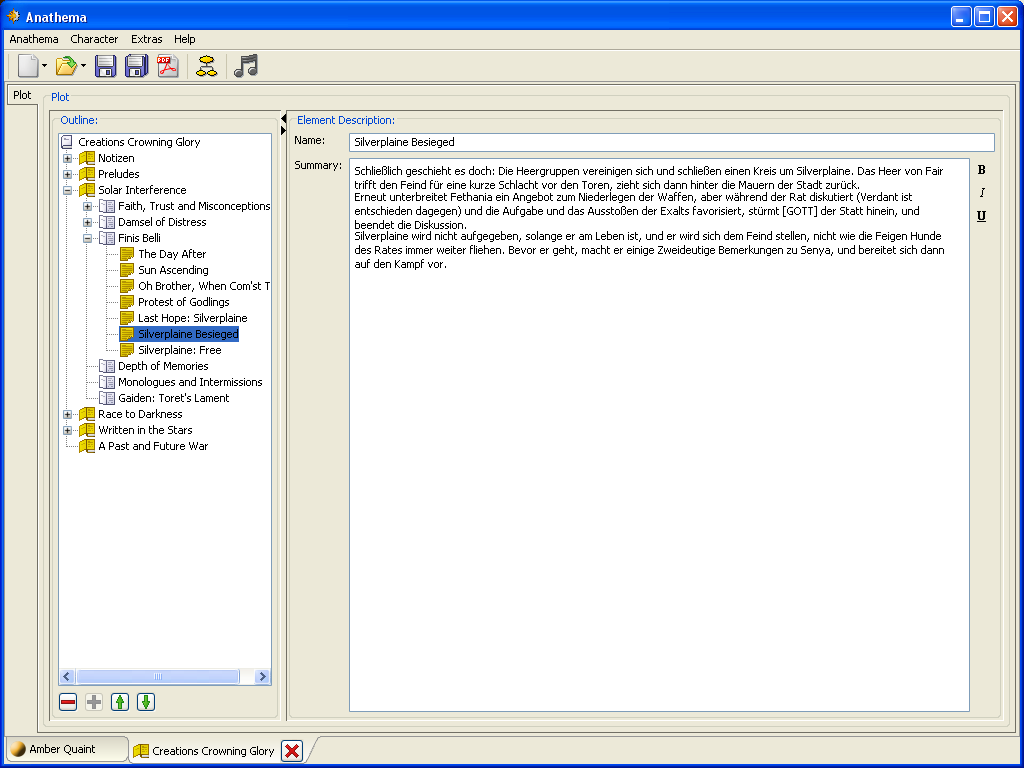 Anathema
Anathema Character Extras Help
PDF
Plot
Plot
Outline:
Creations Crowning Glory
Notizen
Preludes
Solar Interference
Faith, Trust and Misconceptions
Damsel of Distress
Finis Belli
The Day After
Sun Ascending
Oh Brother, When Com'st T
Protest of Godlings
Last Hope: Silverplaine
Silverplaine Besieged
Silverplaine: Free
Depth of Memories
Monologues and Intermissions
Gaiden: Toret's Lament
Race to Darkness
Written in the Stars
A Past and Future War
Element Description:
Name: Silverplaine Besieged
Summary: Schließlich geschieht es doch: Die Heergruppen vereinigen sich und schließen einen Kreis um Silverplaine. Das Heer von Fair
trifft den Feind für eine kurze Schlacht vor den Toren, zieht sich dann hinter die Mauern der Stadt zurück.
Erneut unterbreitet Fethania ein Angebot zum Niederlegen der Waffen, aber während der Rat diskutiert (Verdant ist
entschieden dagegen) und die Aufgabe und das Ausstoßen der Exalts favorisiert, stürmt [GOTT] der Statt hinein, und
beendet die Diskussion.
Silverplaine wird nicht aufgegeben, solange er am Leben ist, und er wird sich dem Feind stellen, nicht wie die Feigen Hunde
des Rates immer weiter fliehen. Bevor er geht, macht er einige Zweideutige Bemerkungen zu Senya, und bereitet sich dann
auf den Kampf vor.
B
I
U
Amber Quaint
Creations Crowning Glory